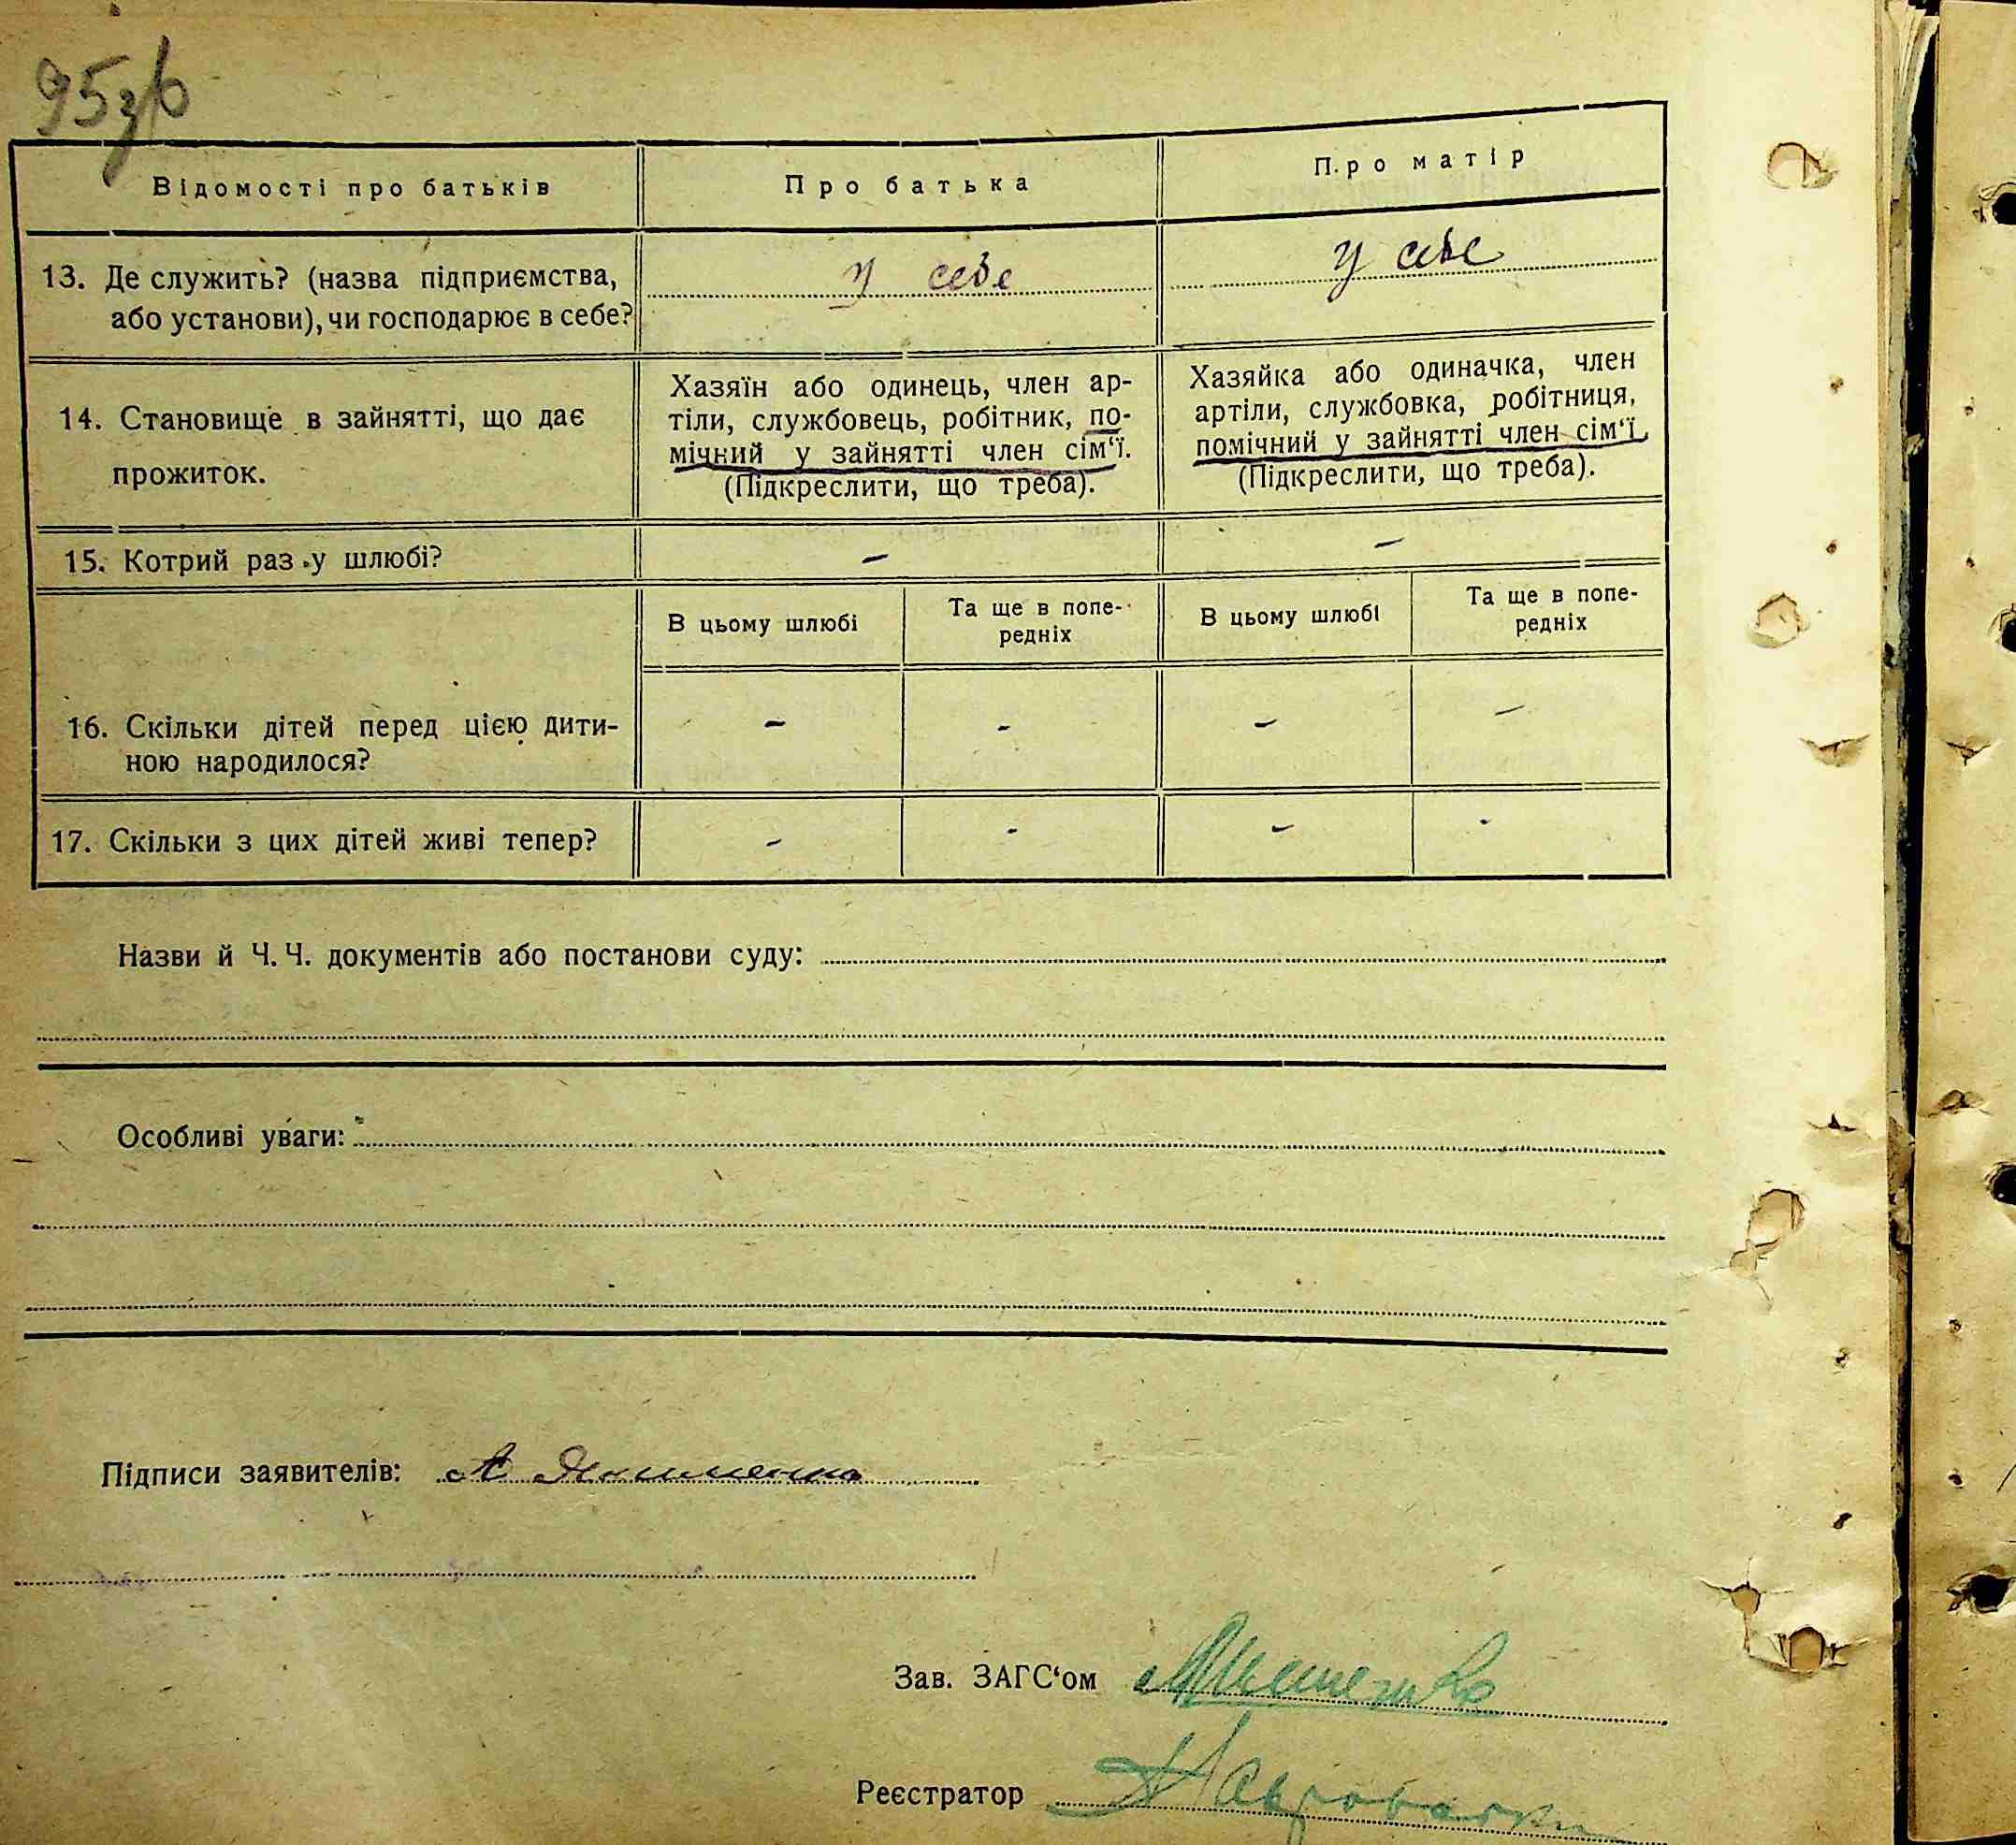 95зв
Відомості про батьків
Про батька
Про матір
13. Де служить? (назва підприємства,
або установи), чи господарює в себе?
у себе
у себе
14. Становище в зайнятті, що дає
прожиток.
Хазяїн або одинець, член ар-
тіли, службовець, робітник, по-
мічний у зайнятті член сім‘ї.
(Підкреслити, що треба).
Хазяйка або одиначка, член
артіли, службовка, робітниця,
помічний у зайнятті член сім‘ї.
(Підкреслити, що треба).
15. Котрий раз у шлюбі?
–
–
В цьому шлюбі
Та ще в попе-
редніх
В цьому шлюбі
Та ще в попе-
редніх
16. Скільки дітей перед цією дити-
ною народилося?
–
-
–
–
17. Скільки з цих дітей живі тепер?
-
-
-
-
Назви й Ч. Ч. документів або постанови суду:
Особливі уваги:
Підписи заявителів:
Зав. ЗАГС‘ом
Реєстратор